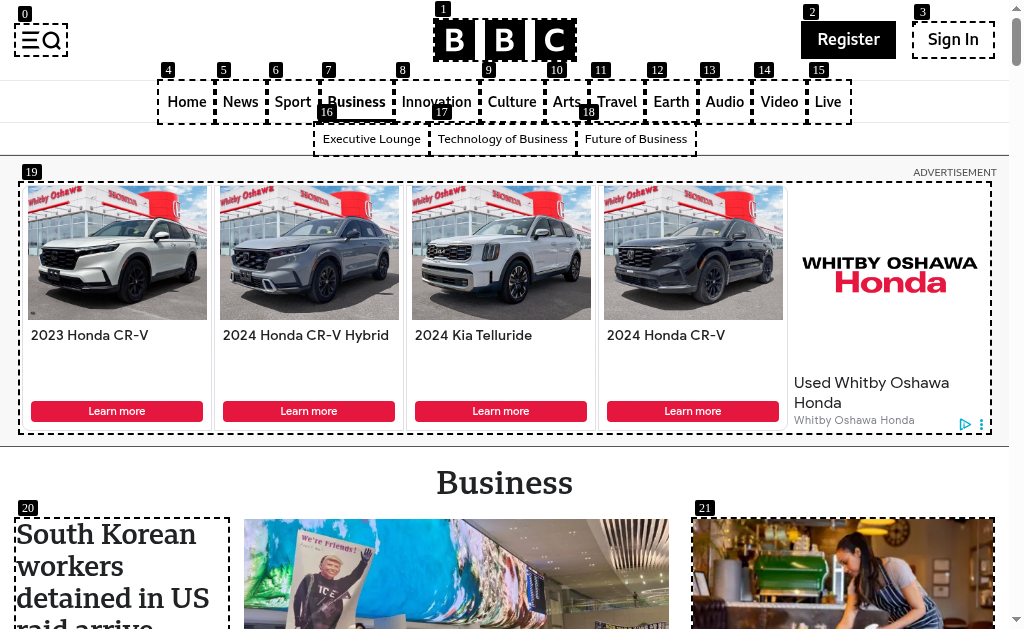 BBC
Register
Sign In
Home
News
Sport
Business
Innovation
Culture
Arts
Travel
Earth
Audio
Video
Live
Executive Lounge
Technology of Business
Future of Business
ADVERTISEMENT
2023 Honda CR-V
Learn more
2024 Honda CR-V Hybrid
Learn more
2024 Kia Telluride
Learn more
2024 Honda CR-V
Learn more
WHITBY OSHAWA
Honda
Used Whitby Oshawa
Honda
Whitby Oshawa Honda
Business
South Korean
workers
detained in US
raid arrive
We're Friends!
ICE
0
1
2
3
4
5
6
7
8
9
10
11
12
13
14
15
16
17
18
19
20
21